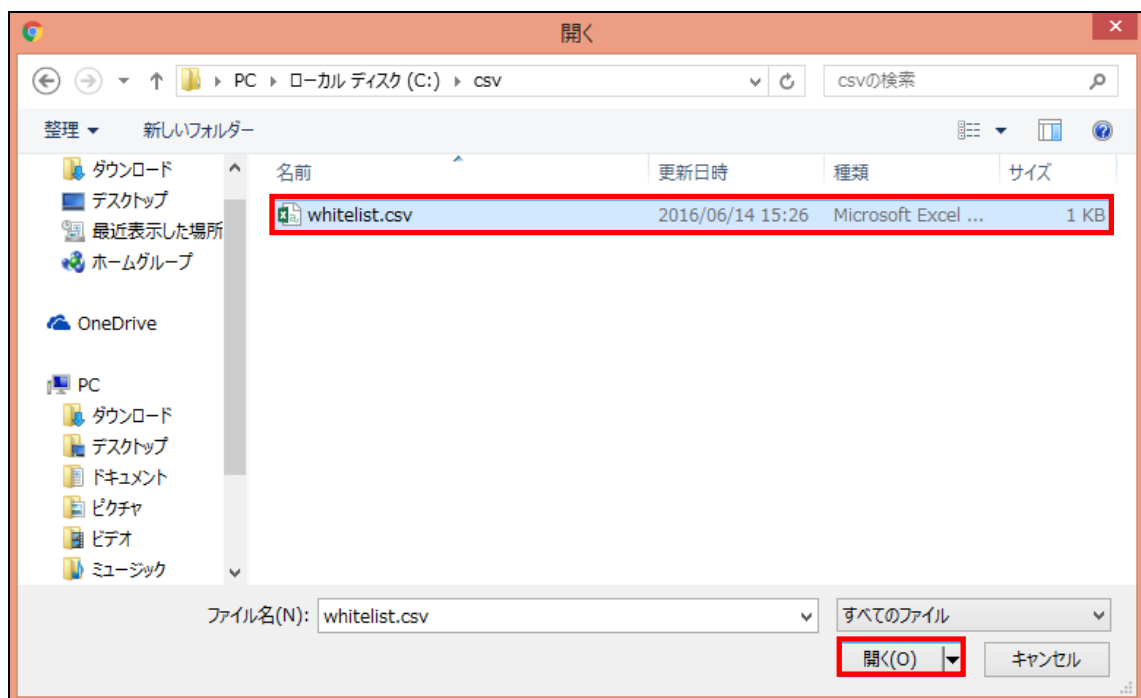 開く
PC ローカル ディスク (C:) csv
csvの検索
整理 新しいフォルダー
ダウンロード
デスクトップ
最近表示した場所
ホームグループ
OneDrive
PC
ダウンロード
デスクトップ
ドキュメント
ピクチャ
ビデオ
ミュージック
名前 更新日時 種類 サイズ
whitelist.csv 2016/06/14 15:26 Microsoft Excel ... 1 KB
ファイル名(N): whitelist.csv すべてのファイル
開く(O) キャンセル